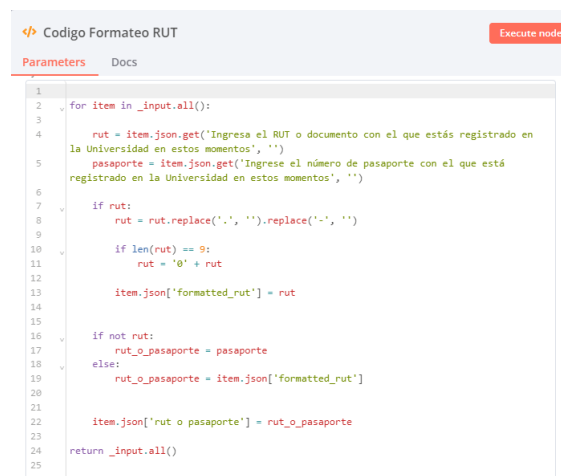 </> Codigo Formateo RUT
Execute node
Parameters
Docs
1
2 for item in _input.all():
3
4     rut = item.json.get('Ingresa el RUT o documento con el que estás registrado en
la Universidad en estos momentos', '')
5     pasaporte = item.json.get('Ingrese el número de pasaporte con el que está
registrado en la Universidad en estos momentos', '')
6
7     if rut:
8         rut = rut.replace('.', '').replace('-', '')
9
10         if len(rut) == 9:
11             rut = '0' + rut
12
13         item.json['formatted_rut'] = rut
14
15
16     if not rut:
17         rut_o_pasaporte = pasaporte
18     else:
19         rut_o_pasaporte = item.json['formatted_rut']
20
21
22     item.json['rut o pasaporte'] = rut_o_pasaporte
23
24 return _input.all()
25